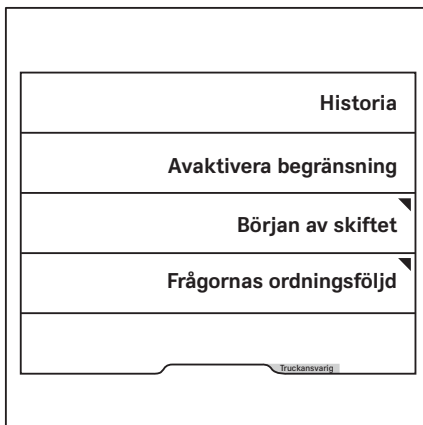 Historia
Avaktivera begränsning
Början av skiftet
Frågornas ordningsföljd
Truckansvarig